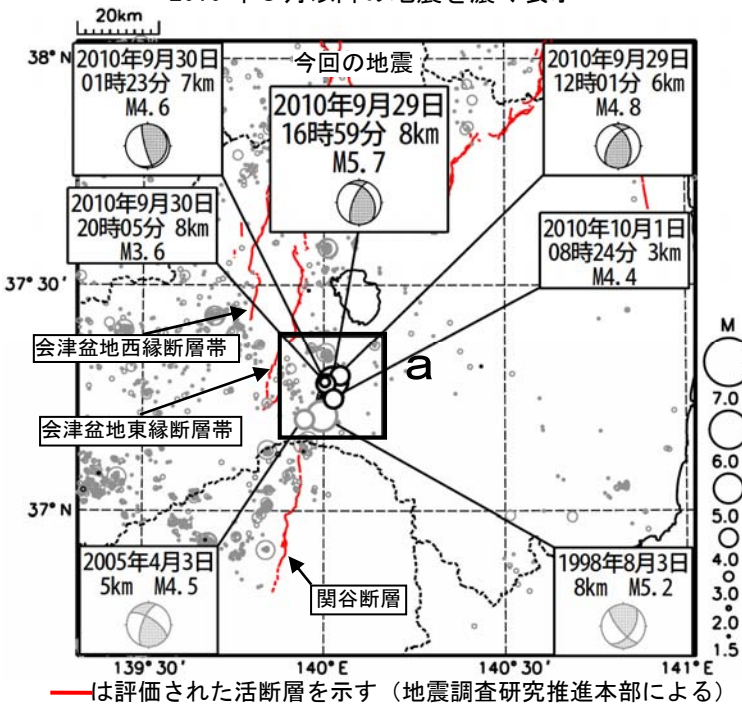 20km
38°N
2010年9月30日
01時23分 7km
M4.6
今回の地震
2010年9月29日
16時59分 8km
M5.7
2010年9月29日
12時01分 6km
M4.8
2010年9月30日
20時05分 8km
M3.6
2010年10月1日
08時24分 3km
M4.4
37°30'
会津盆地西縁断層帯
会津盆地東縁断層帯
a
M
7.0
6.0
5.0
4.0
3.0
2.0
1.5
37°N
2005年4月3日
5km M4.5
関谷断層
1998年8月3日
8km M5.2
139°30'
140°E
140°30'
141°E
は評価された活断層を示す（地震調査研究推進本部による）